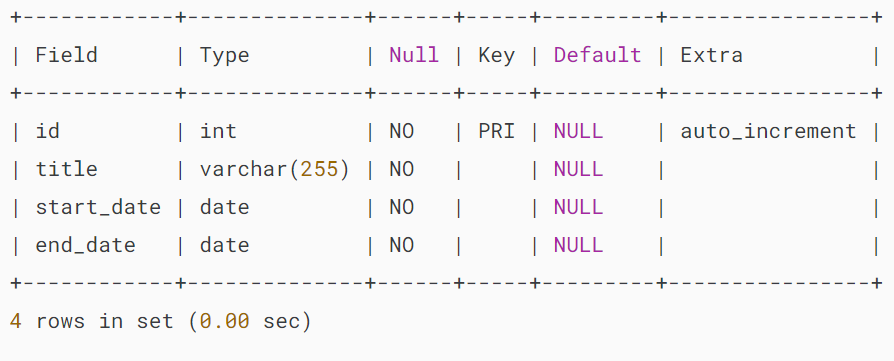 +------------+--------------+------+-----+---------+----------------+
| Field      | Type         | Null | Key | Default | Extra          |
+------------+--------------+------+-----+---------+----------------+
| id         | int          | NO   | PRI | NULL    | auto_increment |
| title      | varchar(255) | NO   |     | NULL    |                |
| start_date | date         | NO   |     | NULL    |                |
| end_date   | date         | NO   |     | NULL    |                |
+------------+--------------+------+-----+---------+----------------+
4 rows in set (0.00 sec)